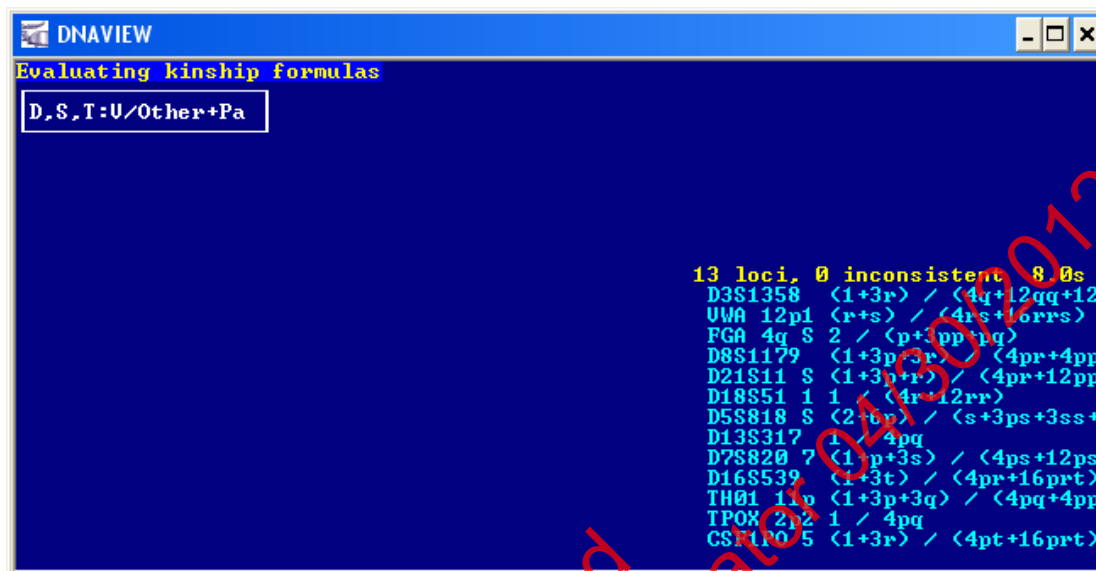 DNAVIEW
Evaluating kinship formulas
D,S,T:U/Other+Pa
13 loci, 0 inconsistent 8.0s
D3S1358 (1+3r) / (4q+12qq+12
VWA 12p1 (r+s) / (4rs+16rrs)
FGA 4q S 2 / (p+3pp+pq)
D8S1179 (1+3p+3r) / (4pr+4pp
D21S11 S (1+3p+r) / (4pr+12pp
D18S51 1 1 / (4r+12rr)
D5S818 S (2+6p) / (s+3ps+3ss+
D13S317 1 / 4pq
D7S820 7 (1+p+3s) / (4ps+12ps
D16S539 (1+3t) / (4pr+16prt)
TH01 11p (1+3p+3q) / (4pq+4pp
TPOX 2p2 1 / 4pq
CSF1PO 5 (1+3r) / (4pt+16prt)
04/30/201